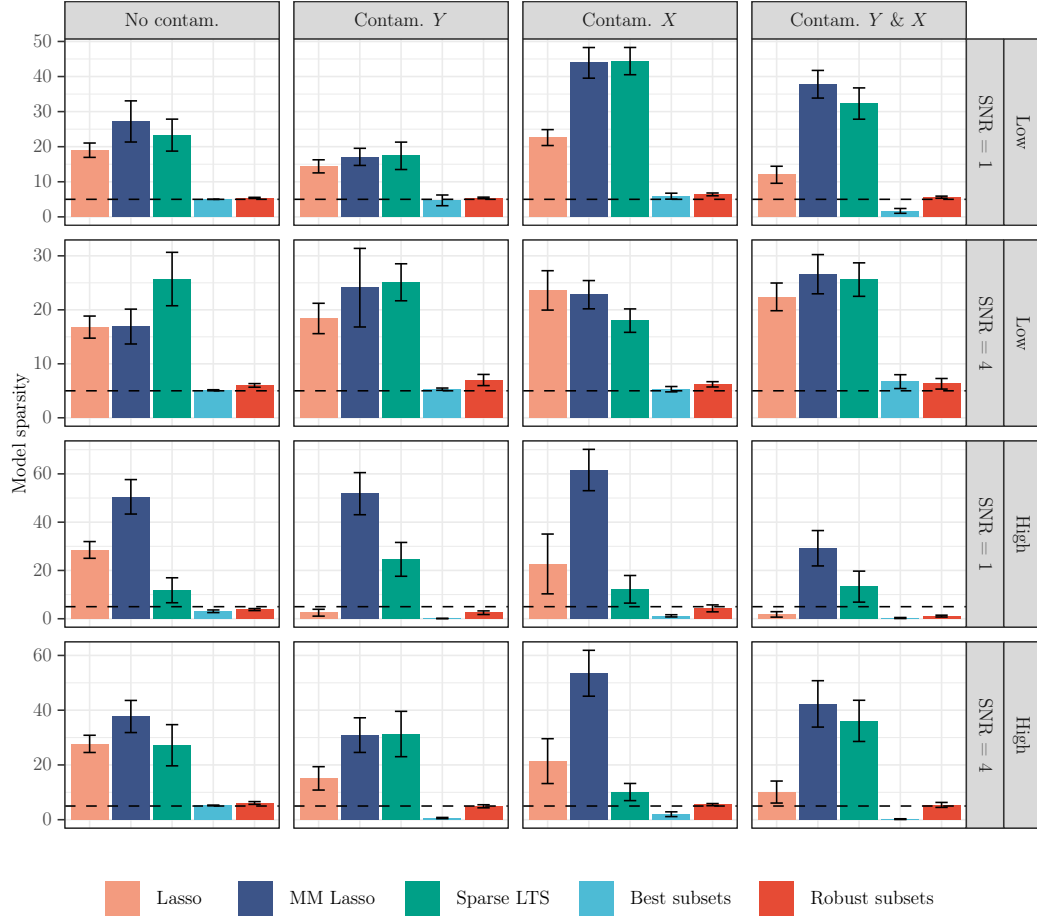 No contam.
Contam. Y
Contam. X
Contam. Y & X
50
40
30
20
10
0
SNR = 1
Low
30
20
10
0
SNR = 4
Low
Model sparsity
60
40
20
0
SNR = 1
High
60
40
20
0
SNR = 4
High
Lasso
MM Lasso
Sparse LTS
Best subsets
Robust subsets